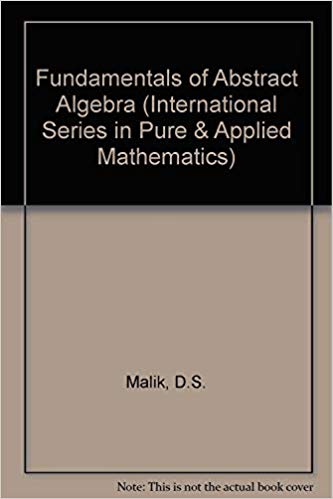 Fundamentals of Abstract
Algebra (International
Series in Pure & Applied
Mathematics)
Malik, D.S.
Note: This is not the actual book cover